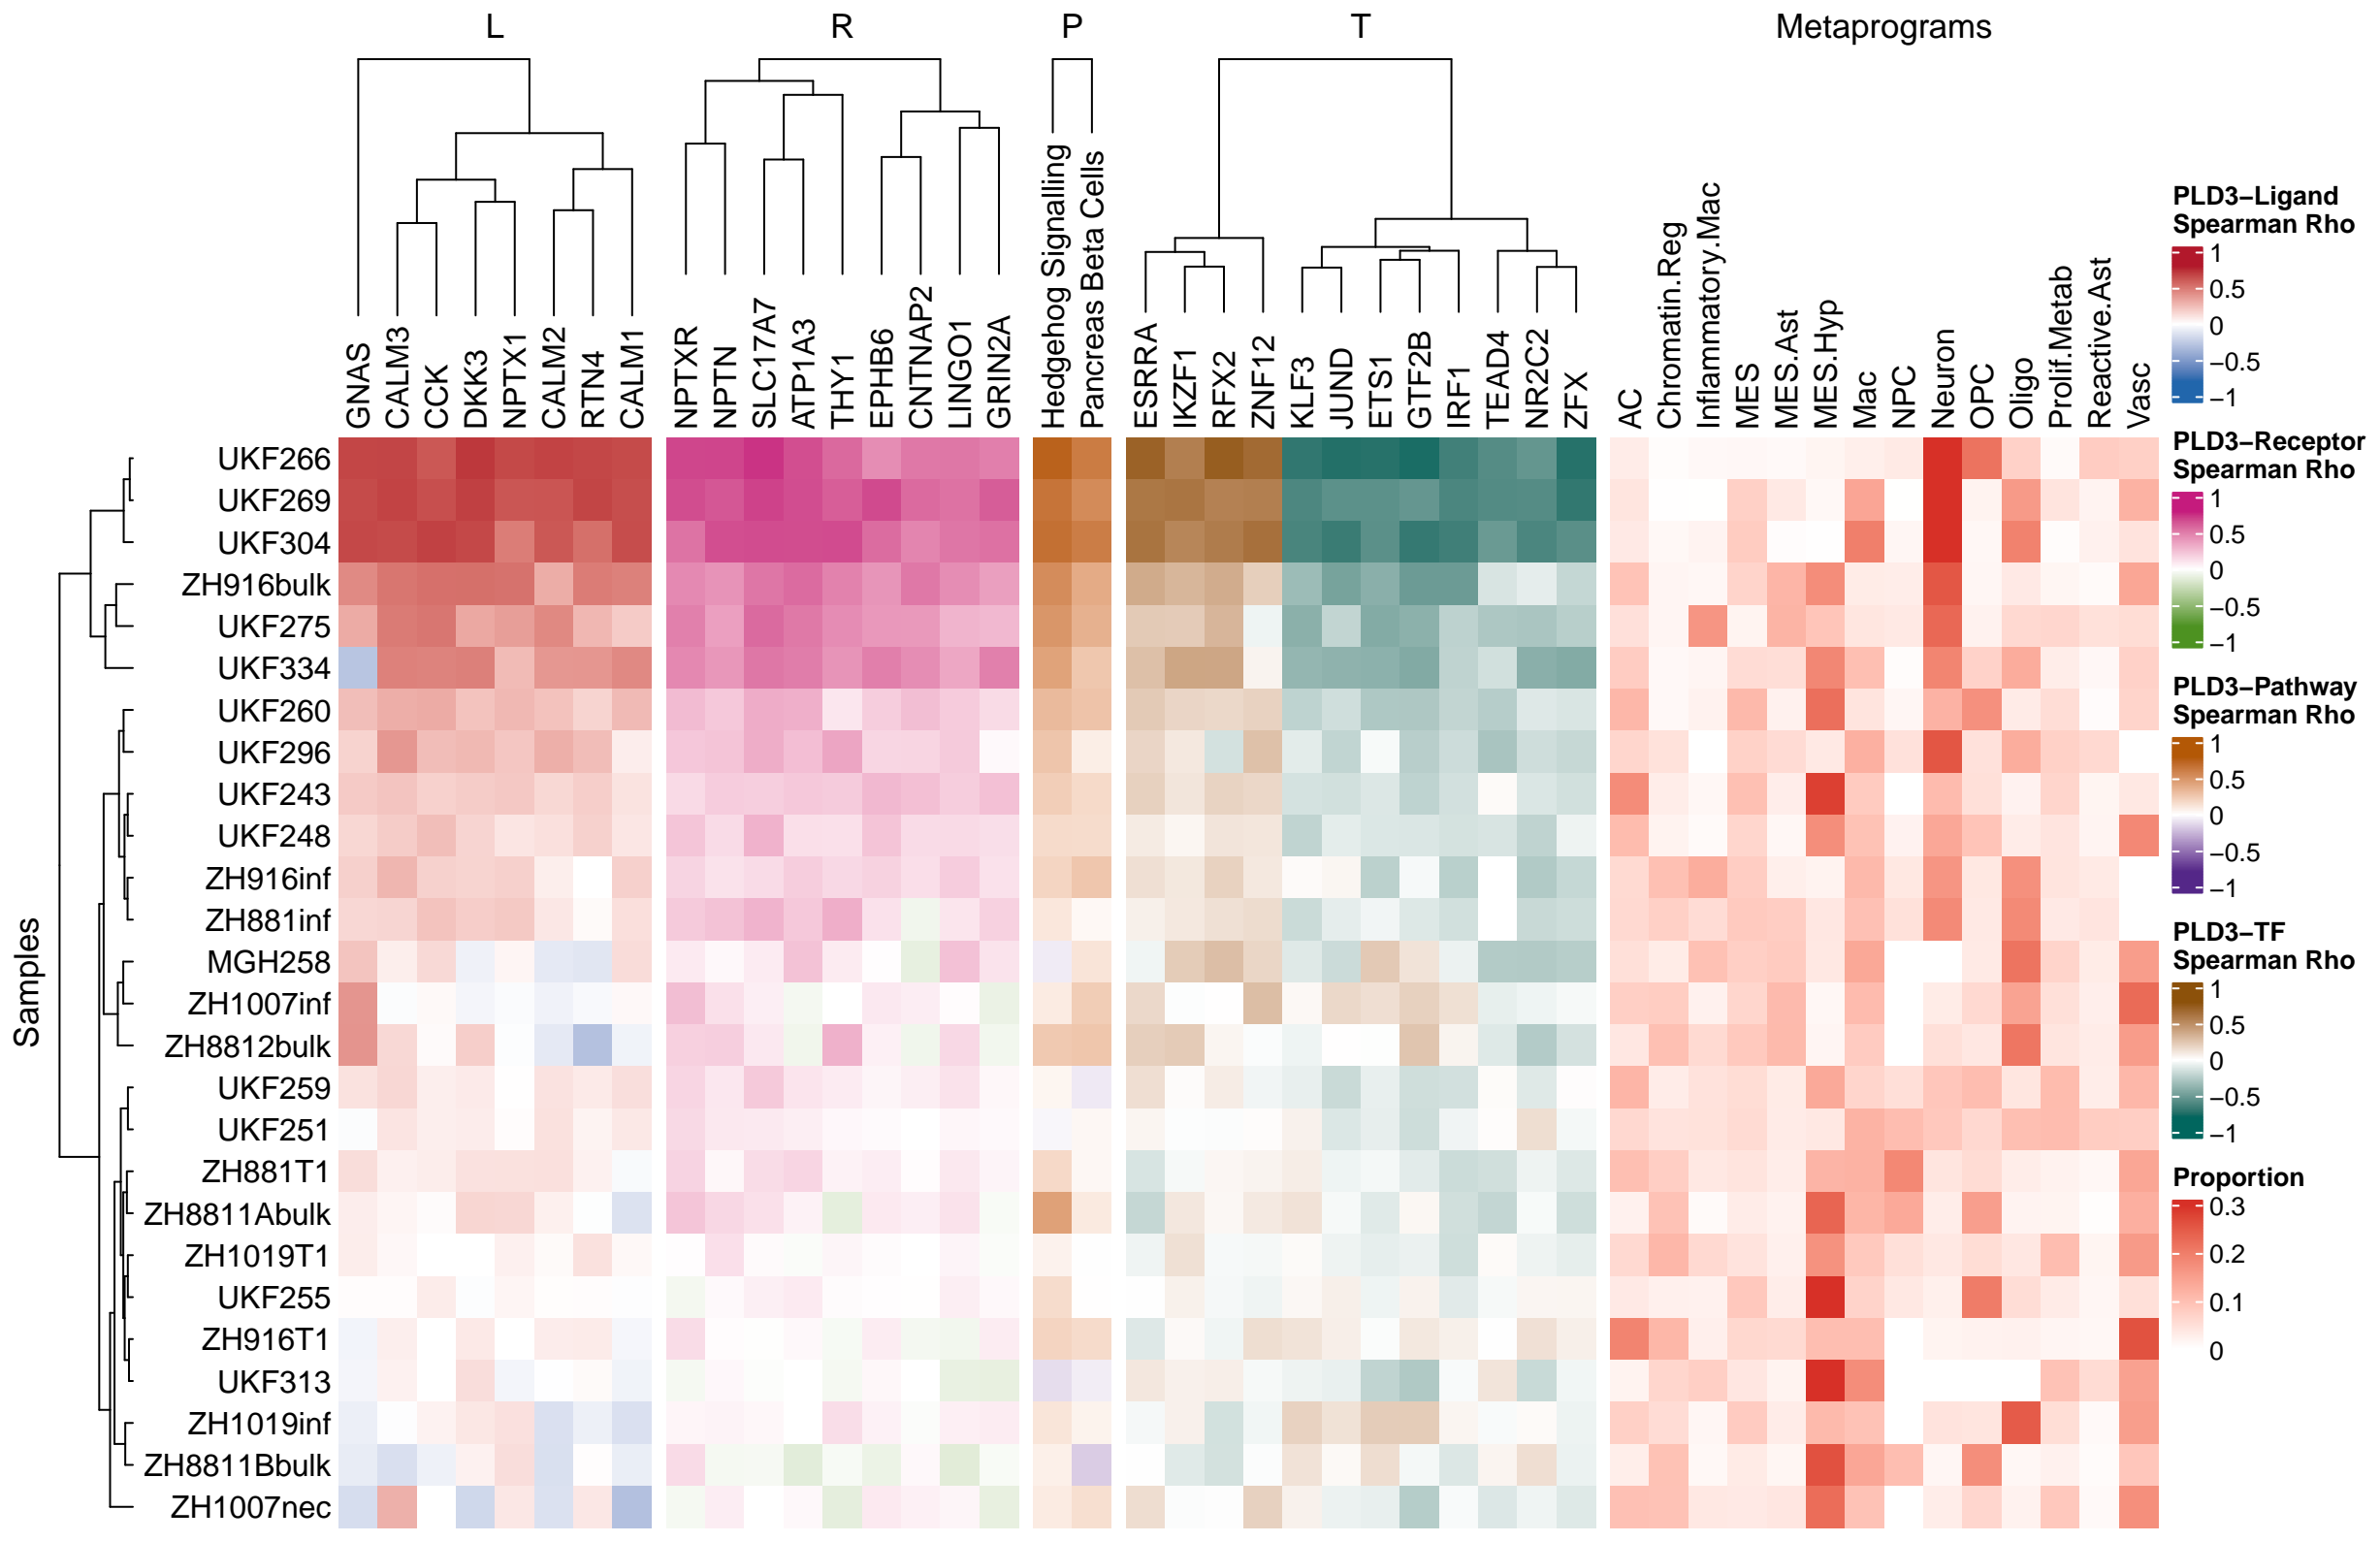 L
R
P
T
Metaprograms
GNAS
CALM3
CCK
DKK3
NPTX1
CALM2
RTN4
CALM1
NPTXR
NPTN
SLC17A7
ATP1A3
THY1
EPHB6
CNTNAP2
LINGO1
GRIN2A
Hedgehog Signalling
Pancreas Beta Cells
ESRRA
IKZF1
RFX2
ZNF12
KLF3
JUND
ETS1
GTF2B
IRF1
TEAD4
NR2C2
ZFX
AC
Chromatin.Reg
Inflammatory.Mac
MES
MES.Ast
MES.Hyp
Mac
NPC
Neuron
OPC
Oligo
Prolif.Metab
Reactive.Ast
Vasc
Samples
UKF266
UKF269
UKF304
ZH916bulk
UKF275
UKF334
UKF260
UKF296
UKF243
UKF248
ZH916inf
ZH881inf
MGH258
ZH1007inf
ZH8812bulk
UKF259
UKF251
ZH881T1
ZH8811Abulk
ZH1019T1
UKF255
ZH916T1
UKF313
ZH1019inf
ZH8811Bbulk
ZH1007nec
PLD3−Ligand
Spearman Rho
1
0.5
0
−0.5
−1
PLD3−Receptor
Spearman Rho
1
0.5
0
−0.5
−1
PLD3−Pathway
Spearman Rho
1
0.5
0
−0.5
−1
PLD3−TF
Spearman Rho
1
0.5
0
−0.5
−1
Proportion
0.3
0.2
0.1
0